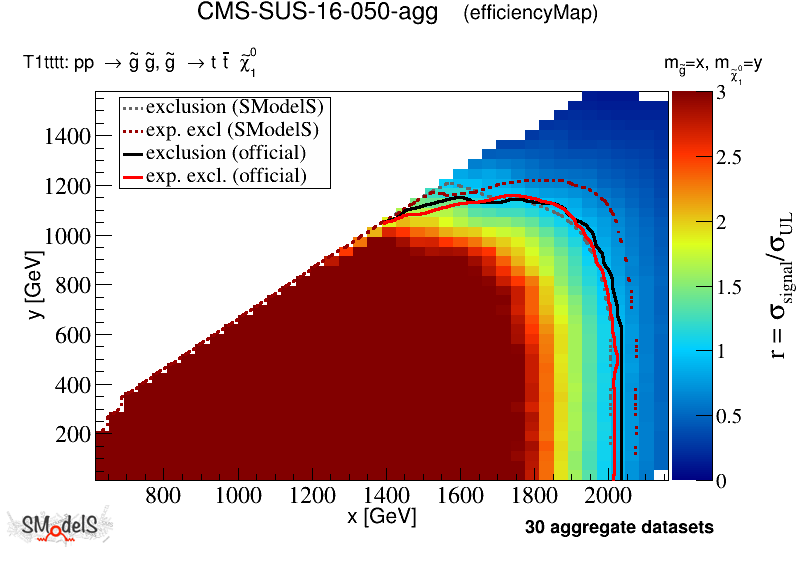 CMS-SUS-16-050-agg (efficiencyMap)
T1tttt: pp → g̃ g̃, g̃ → t t̄ χ̃⁰₁
m_g̃=x, m_χ̃⁰₁=y
exclusion (SModelS)
exp. excl (SModelS)
exclusion (official)
exp. excl. (official)
1400
1200
1000
800
600
400
200
y [GeV]
800 1000 1200 1400 1600 1800 2000
x [GeV]
3
2.5
2
1.5
1
0.5
0
r = σ_signal/σ_UL
30 aggregate datasets
SModelS